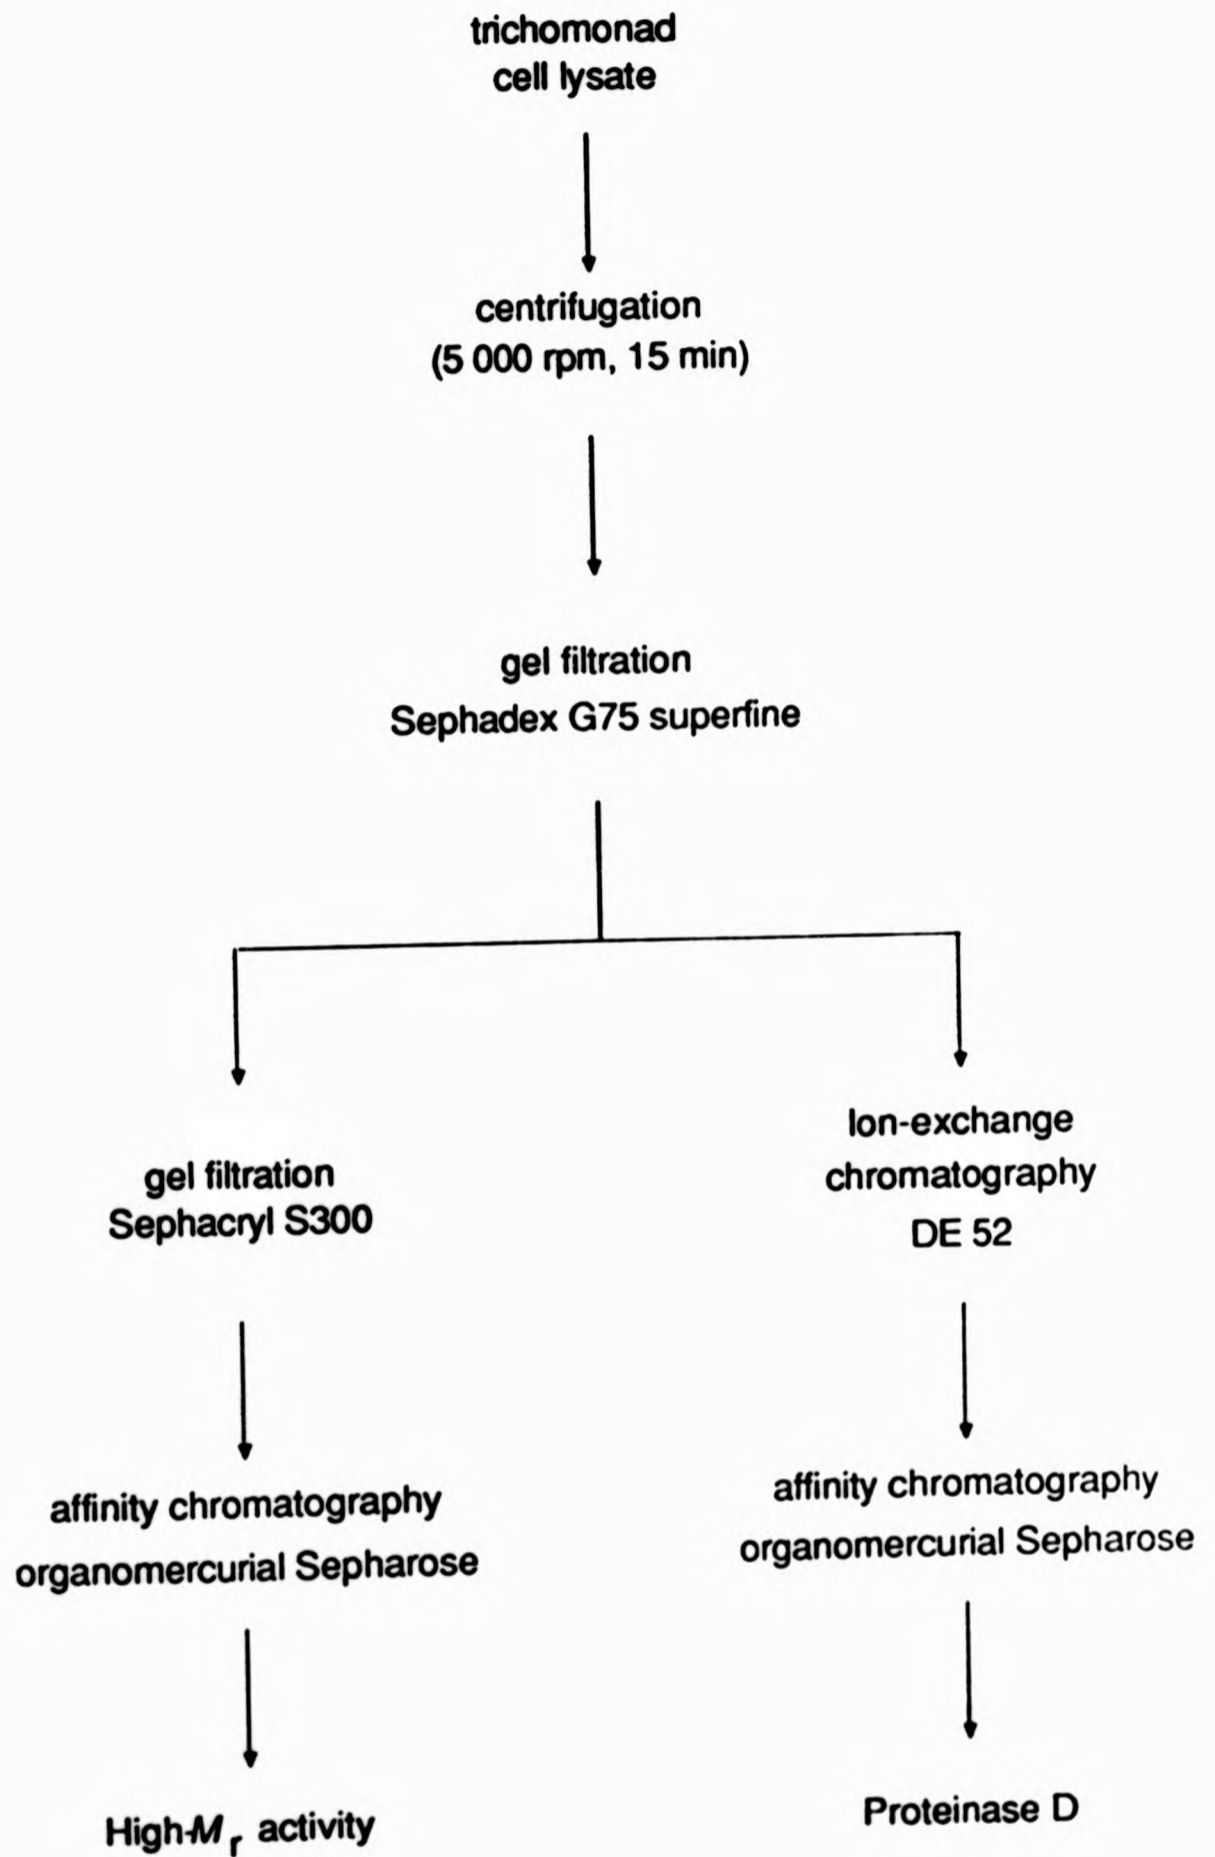 trichomonad
cell lysate
centrifugation
(5 000 rpm, 15 min)
gel filtration
Sephadex G75 superfine
gel filtration
Sephacryl S300
affinity chromatography
organomercurial Sepharose
High-Mr activity
Ion-exchange
chromatography
DE 52
affinity chromatography
organomercurial Sepharose
Proteinase D